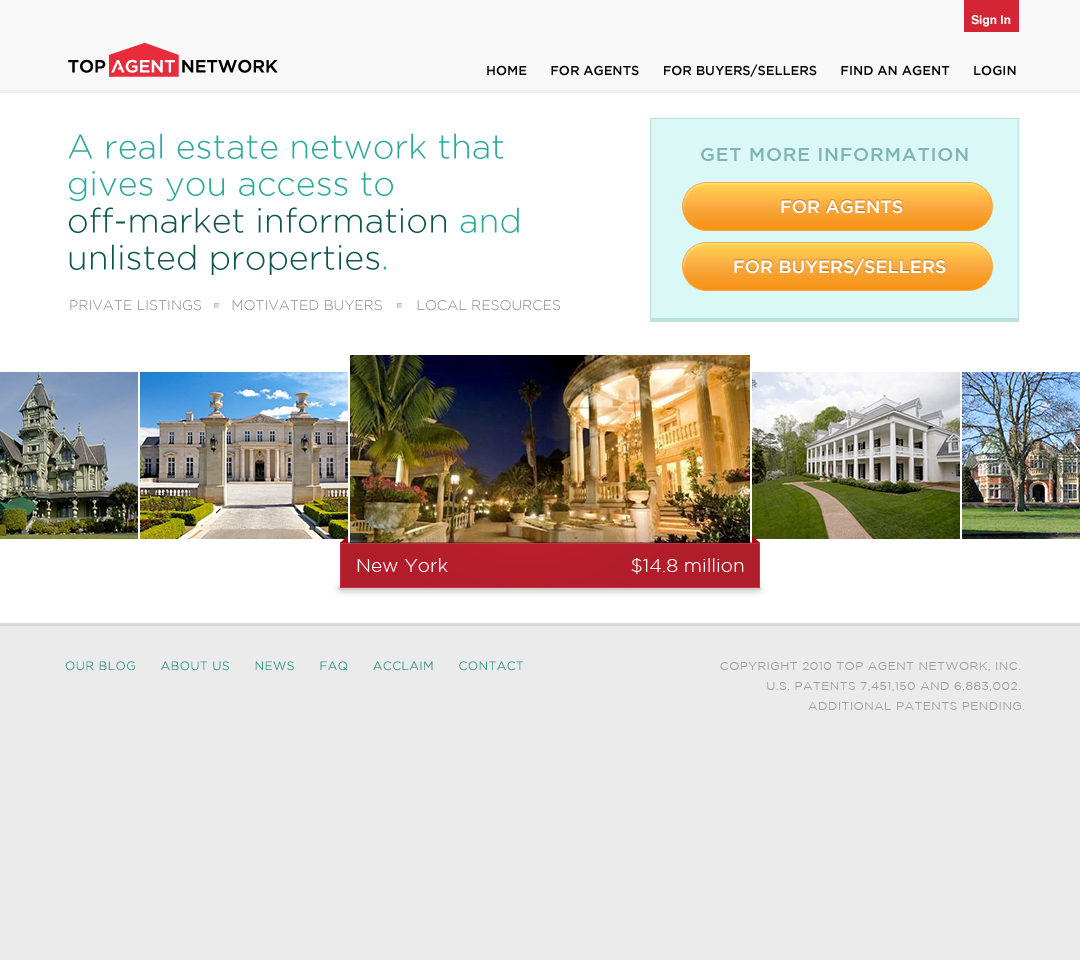 Sign In
TOP AGENT NETWORK
HOME FOR AGENTS FOR BUYERS/SELLERS FIND AN AGENT LOGIN
A real estate network that
gives you access to
off-market information and
unlisted properties.
PRIVATE LISTINGS MOTIVATED BUYERS LOCAL RESOURCES
GET MORE INFORMATION
FOR AGENTS
FOR BUYERS/SELLERS
New York $14.8 million
OUR BLOG ABOUT US NEWS FAQ ACCLAIM CONTACT
COPYRIGHT 2010 TOP AGENT NETWORK, INC.
U.S. PATENTS 7,451,150 AND 6,883,002.
ADDITIONAL PATENTS PENDING.